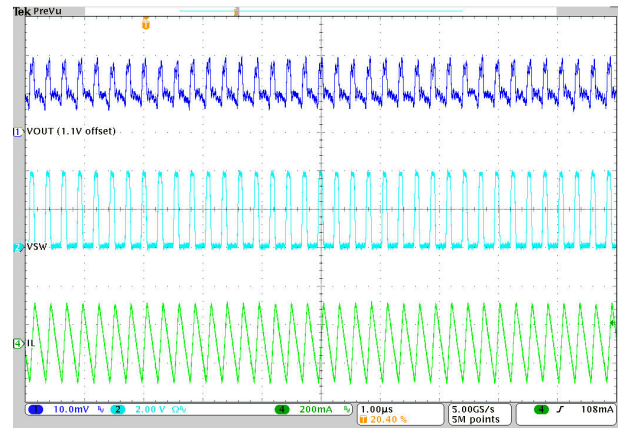 Tek PreVu
T
1 VOUT (1.1V offset)
2 VSW
4 IL
1 10.0mV 2 2.00 V Ω 4 200mA 1.00µs 5.00GS/s 4 108mA
T 20.40 % 5M points